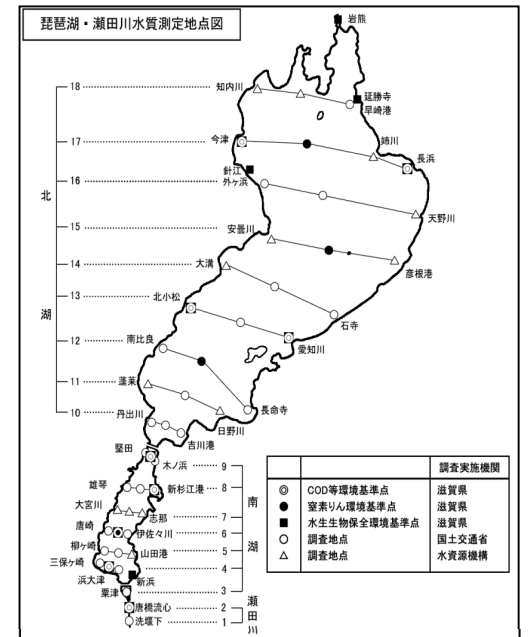 琵琶湖・瀬田川水質測定地点図
岩熊
18
知内川
延勝寺
早崎港
17
今津
姉川
長浜
16
針江
外ヶ浜
天野川
北
15
安曇川
14
大溝
彦根港
13
北小松
石寺
湖
12
南比良
愛知川
11
蓬莱
10
長命寺
丹出川
日野川
吉川港
堅田
木ノ浜
9
雄琴
新杉江港
8
南
大宮川
志那
7
唐崎
伊佐々川
6
湖
柳ヶ崎
山田港
5
三保ヶ崎
4
浜大津
新浜
粟津
3
瀬田川
唐橋流心
2
洗堰下
1
調査実施機関
◎ COD等環境基準点 滋賀県
● 窒素りん環境基準点 滋賀県
■ 水生生物保全環境基準点 滋賀県
○ 調査地点 国土交通省
△ 調査地点 水資源機構